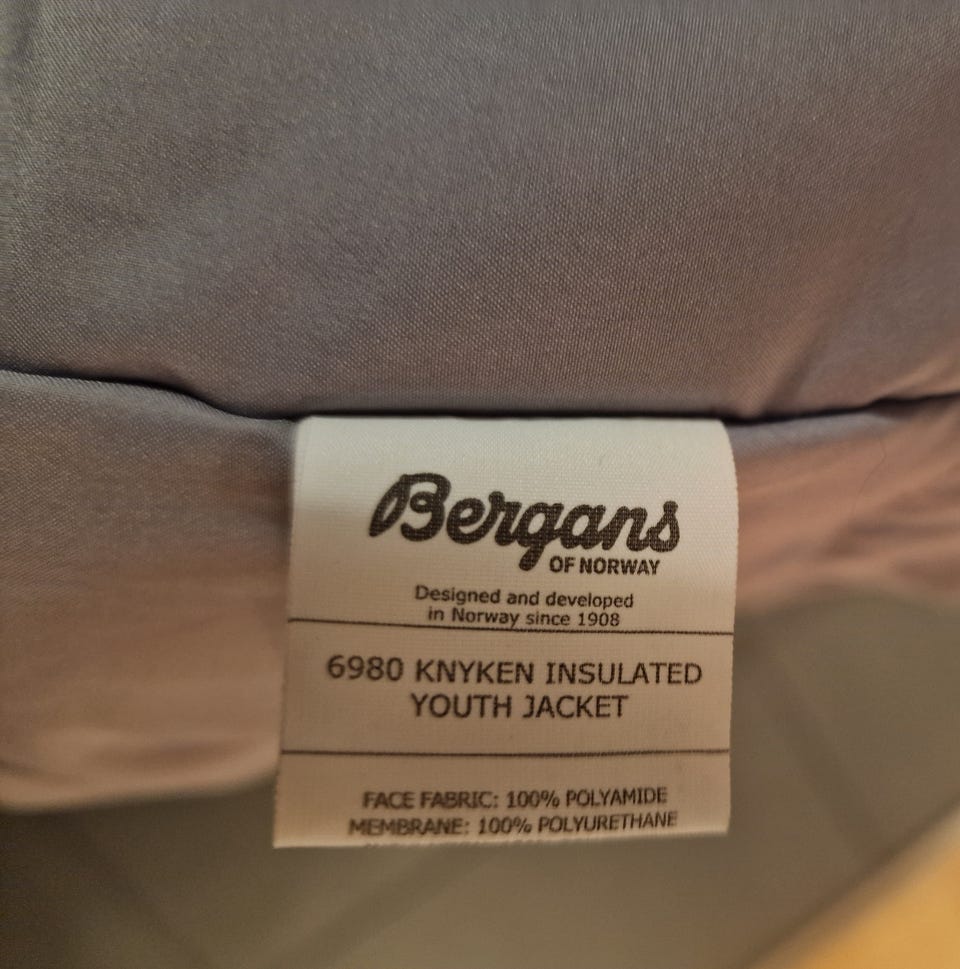 Bergans
OF NORWAY
Designed and developed
in Norway since 1908
6980 KNYKEN INSULATED
YOUTH JACKET
FACE FABRIC: 100% POLYAMIDE
MEMBRANE: 100% POLYURETHANE